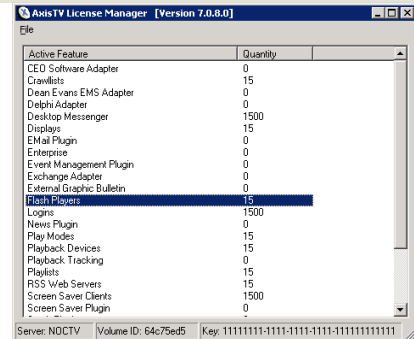 AxisTV License Manager [Version 7.0.8.0]
File
Active Feature Quantity
CEO Software Adapter 0
Crawllists 15
Dean Evans EMS Adapter 0
Delphi Adapter 0
Desktop Messenger 1500
Displays 15
EMail Plugin 0
Enterprise 0
Event Management Plugin 0
Exchange Adapter 0
External Graphic Bulletin 0
Flash Players 15
Logins 1500
News Plugin 0
Play Modes 15
Playback Devices 15
Playback Tracking 0
Playlists 15
RSS Web Servers 15
Screen Saver Clients 1500
Screen Saver Plugin 0
Server: NOCTV Volume ID: 64c75ed5 Key: 11111111-1111-1111-1111-111111111111